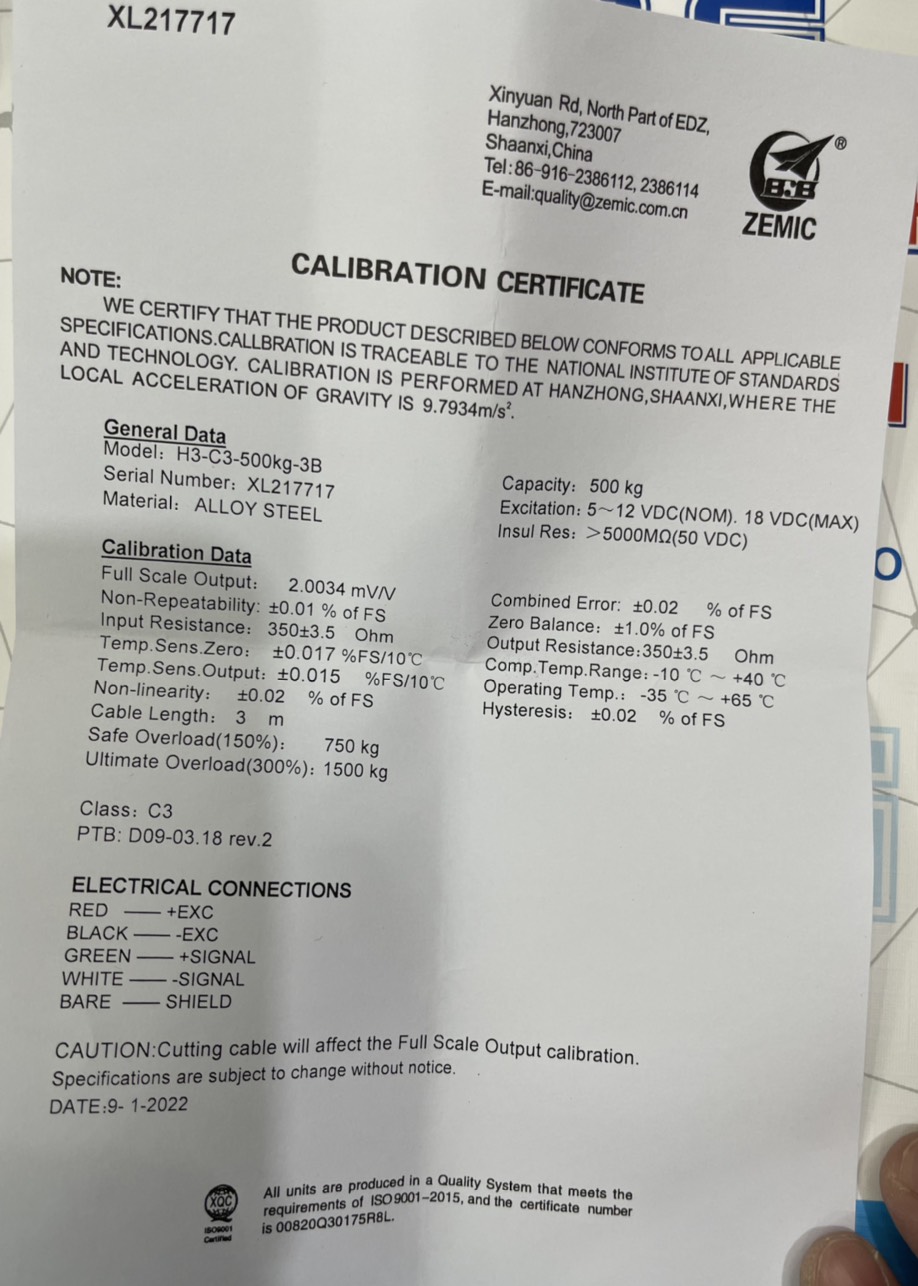 XL217717
Xinyuan Rd, North Part of EDZ,
Hanzhong,723007
Shaanxi,China
Tel:86-916-2386112, 2386114
E-mail:quality@zemic.com.cn
®
ZEMIC
CALIBRATION CERTIFICATE
NOTE:
WE CERTIFY THAT THE PRODUCT DESCRIBED BELOW CONFORMS TO ALL APPLICABLE
SPECIFICATIONS.CALLBRATION IS TRACEABLE TO THE NATIONAL INSTITUTE OF STANDARDS
AND TECHNOLOGY. CALIBRATION IS PERFORMED AT HANZHONG,SHAANXI,WHERE THE
LOCAL ACCELERATION OF GRAVITY IS 9.7934m/s².
General Data
Model: H3-C3-500kg-3B
Serial Number: XL217717
Material: ALLOY STEEL
Capacity: 500 kg
Excitation: 5～12 VDC(NOM). 18 VDC(MAX)
Insul Res: ＞5000MΩ(50 VDC)
Calibration Data
Full Scale Output: 2.0034 mV/V
Non-Repeatability: ±0.01 % of FS
Input Resistance: 350±3.5 Ohm
Temp.Sens.Zero: ±0.017 %FS/10℃
Temp.Sens.Output: ±0.015 %FS/10℃
Non-linearity: ±0.02 % of FS
Cable Length: 3 m
Safe Overload(150%): 750 kg
Ultimate Overload(300%): 1500 kg
Combined Error: ±0.02 % of FS
Zero Balance: ±1.0% of FS
Output Resistance:350±3.5 Ohm
Comp.Temp.Range: -10 ℃ ～ +40 ℃
Operating Temp.: -35 ℃ ～ +65 ℃
Hysteresis: ±0.02 % of FS
Class: C3
PTB: D09-03.18 rev.2
ELECTRICAL CONNECTIONS
RED —— +EXC
BLACK —— -EXC
GREEN —— +SIGNAL
WHITE —— -SIGNAL
BARE —— SHIELD
CAUTION:Cutting cable will affect the Full Scale Output calibration.
Specifications are subject to change without notice.
DATE:9- 1-2022
XQC
ISO9001
Certified
All units are produced in a Quality System that meets the
requirements of ISO9001-2015, and the certificate number
is 00820Q30175R8L.